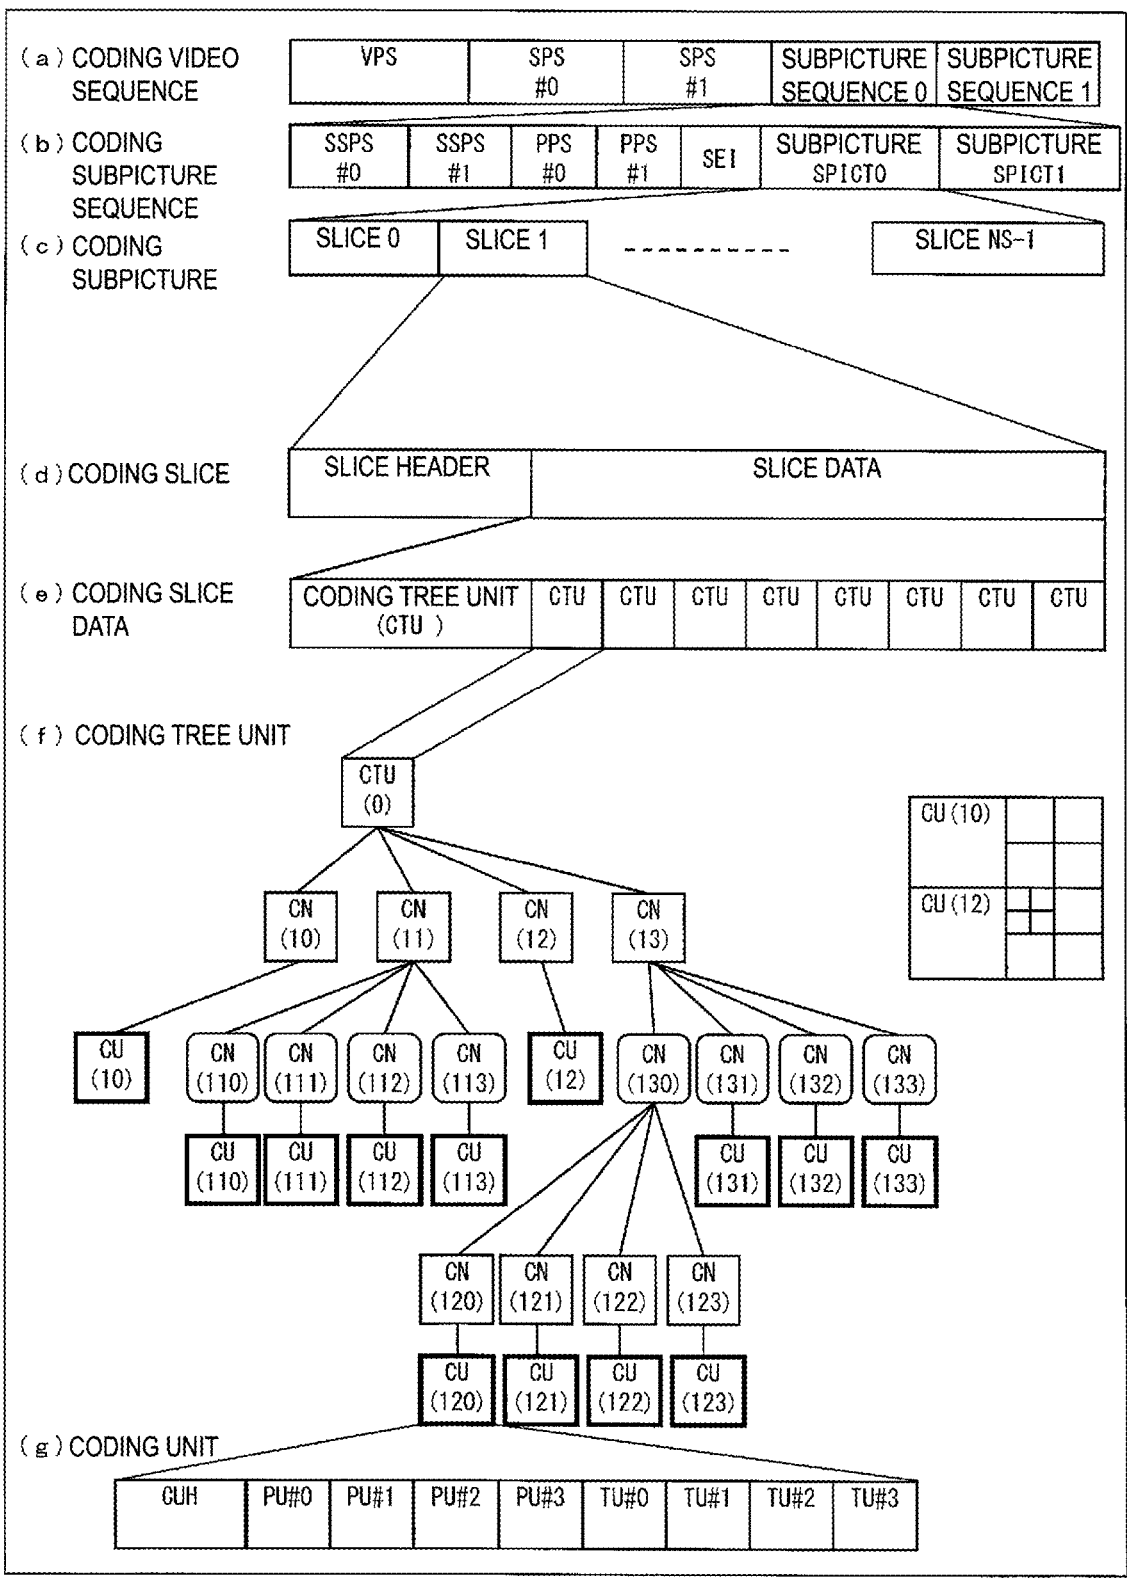 (a) CODING VIDEO SEQUENCE
VPS
SPS #0
SPS #1
SUBPICTURE SEQUENCE 0
SUBPICTURE SEQUENCE 1
(b) CODING SUBPICTURE SEQUENCE
SSPS #0
SSPS #1
PPS #0
PPS #1
SEI
SUBPICTURE SPICT0
SUBPICTURE SPICT1
(c) CODING SUBPICTURE
SLICE 0
SLICE 1
SLICE NS-1
(d) CODING SLICE
SLICE HEADER
SLICE DATA
(e) CODING SLICE DATA
CODING TREE UNIT (CTU )
CTU
CTU
CTU
CTU
CTU
CTU
CTU
CTU
(f) CODING TREE UNIT
CTU (0)
CU(10)
CU(12)
CN (10)
CN (11)
CN (12)
CN (13)
CU (10)
CN (110)
CN (111)
CN (112)
CN (113)
CU (12)
CN (130)
CN (131)
CN (132)
CN (133)
CU (110)
CU (111)
CU (112)
CU (113)
CU (131)
CU (132)
CU (133)
CN (120)
CN (121)
CN (122)
CN (123)
CU (120)
CU (121)
CU (122)
CU (123)
(g) CODING UNIT
CUH
PU#0
PU#1
PU#2
PU#3
TU#0
TU#1
TU#2
TU#3